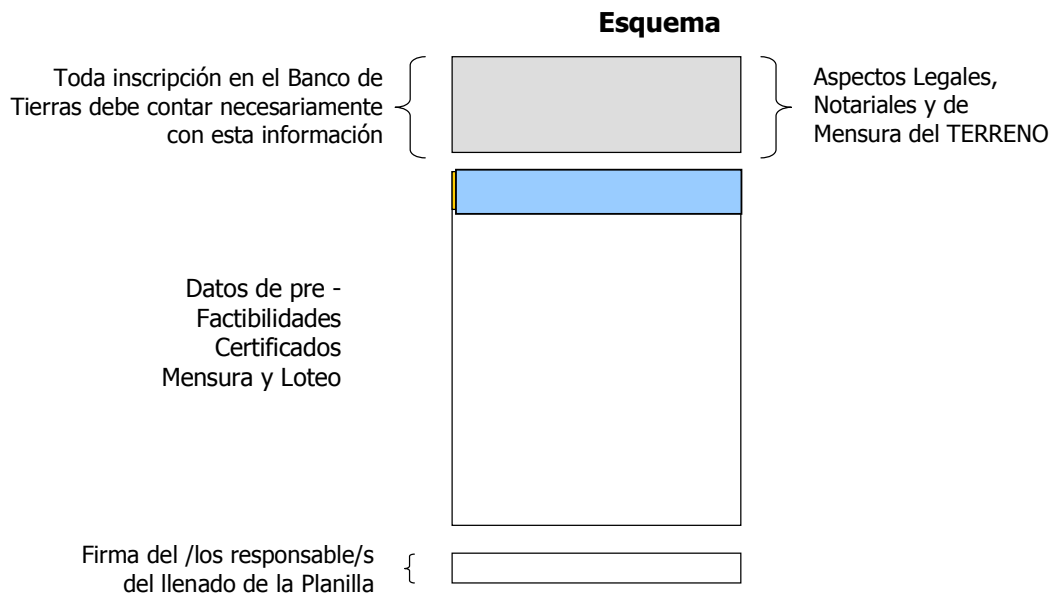 Esquema
Toda inscripción en el Banco de
Tierras debe contar necesariamente
con esta información
Aspectos Legales,
Notariales y de
Mensura del TERRENO
Datos de pre -
Factibilidades
Certificados
Mensura y Loteo
Firma del /los responsable/s
del llenado de la Planilla